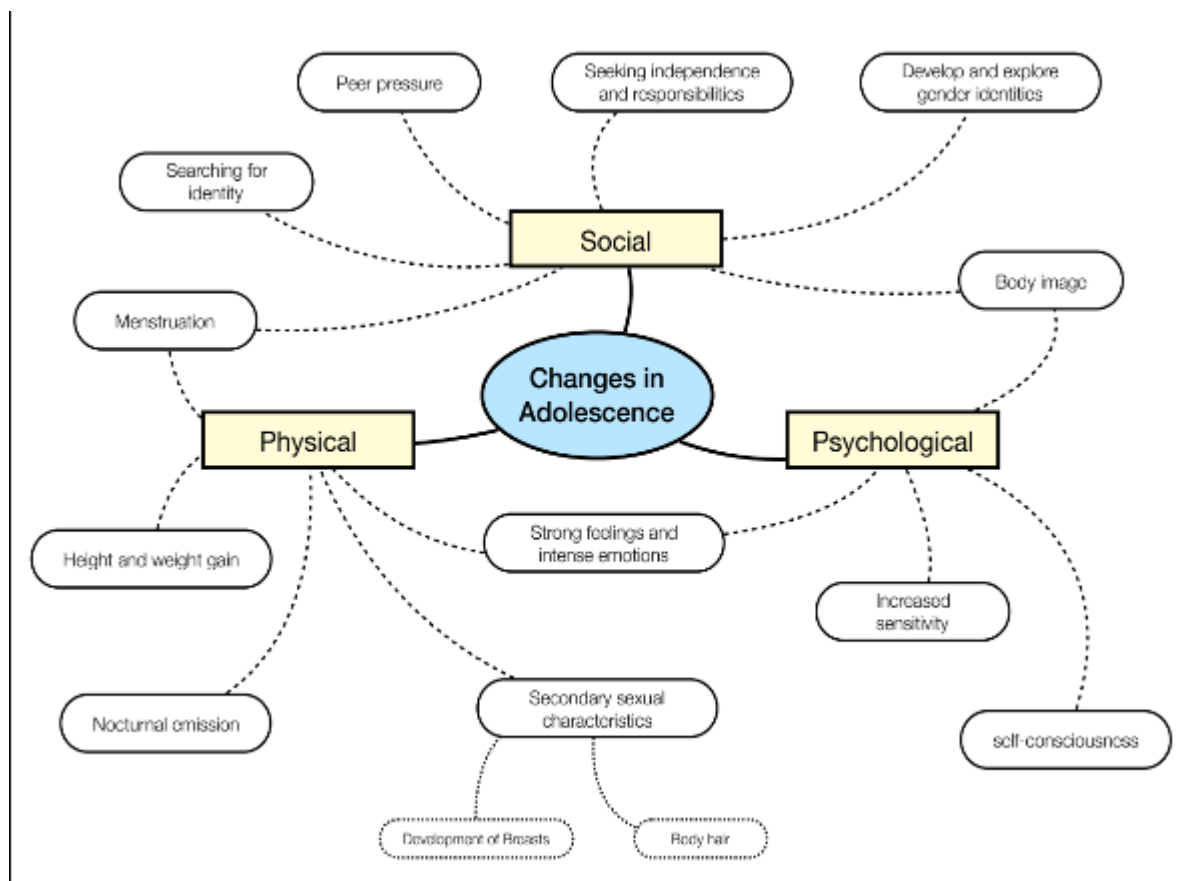 Peer pressure
Seeking independence
and responsibilities
Develop and explore
gender identities
Searching for
identity
Social
Body image
Menstruation
Changes in
Adolescence
Physical
Psychological
Strong feelings and
intense emotions
Height and weight gain
Increased
sensitivity
Secondary sexual
characteristics
Nocturnal emission
self-consciousness
Development of Breasts
Body hair